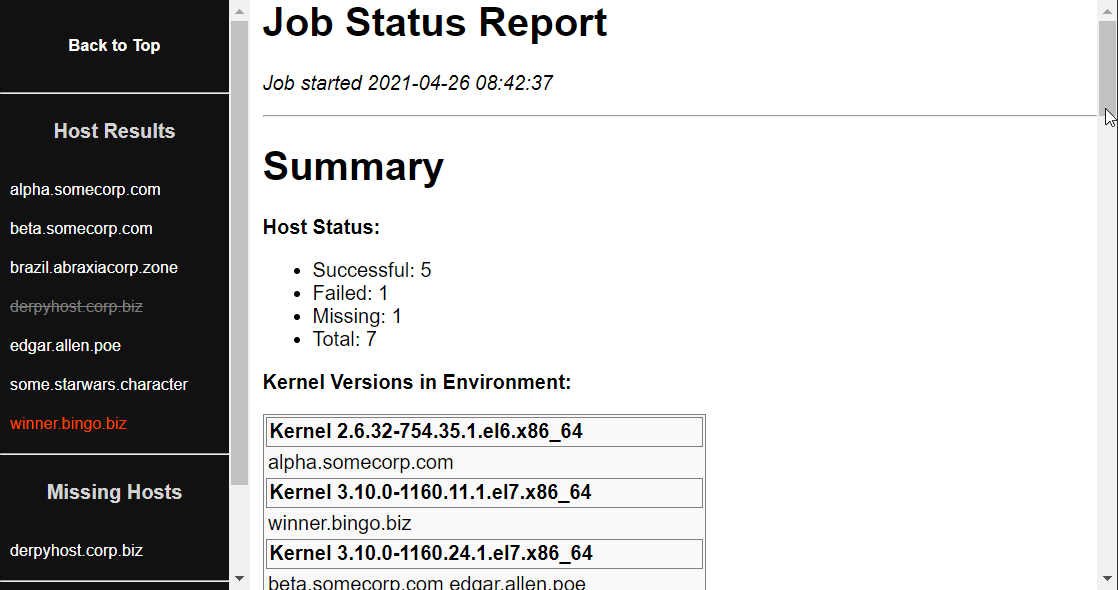 Back to Top
Host Results
alpha.somecorp.com
beta.somecorp.com
brazil.abraxiacorp.zone
derpyhost.corp.biz
edgar.allen.poe
some.starwars.character
winner.bingo.biz
Missing Hosts
derpyhost.corp.biz
Job Status Report
Job started 2021-04-26 08:42:37
Summary
Host Status:
Successful: 5
Failed: 1
Missing: 1
Total: 7
Kernel Versions in Environment:
Kernel 2.6.32-754.35.1.el6.x86_64
alpha.somecorp.com
Kernel 3.10.0-1160.11.1.el7.x86_64
winner.bingo.biz
Kernel 3.10.0-1160.24.1.el7.x86_64
beta.somecorp.com edgar.allen.poe